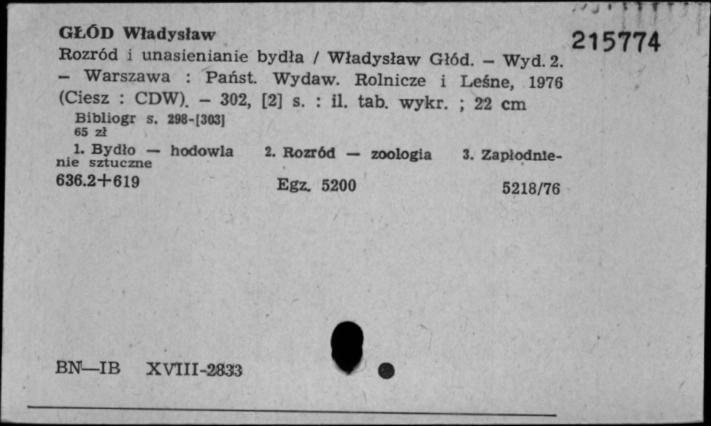 GŁÓD Władysław
215774
Rozród i unasienianie bydła / Władysław Głód. — Wyd. 2.
— Warszawa : Państ. Wydaw. Rolnicze i Leśne, 1976
(Ciesz : CDW). — 302, [2] s. : il. tab. wykr. ; 22 cm
Bibliogr s. 298-[303]
65 zł
1. Bydło — hodowla 2. Rozród — zoologia 3. Zapłodnie-
nie sztuczne
636.2+619 Egz. 5200 5218/76
BN—IB XVIII-2833